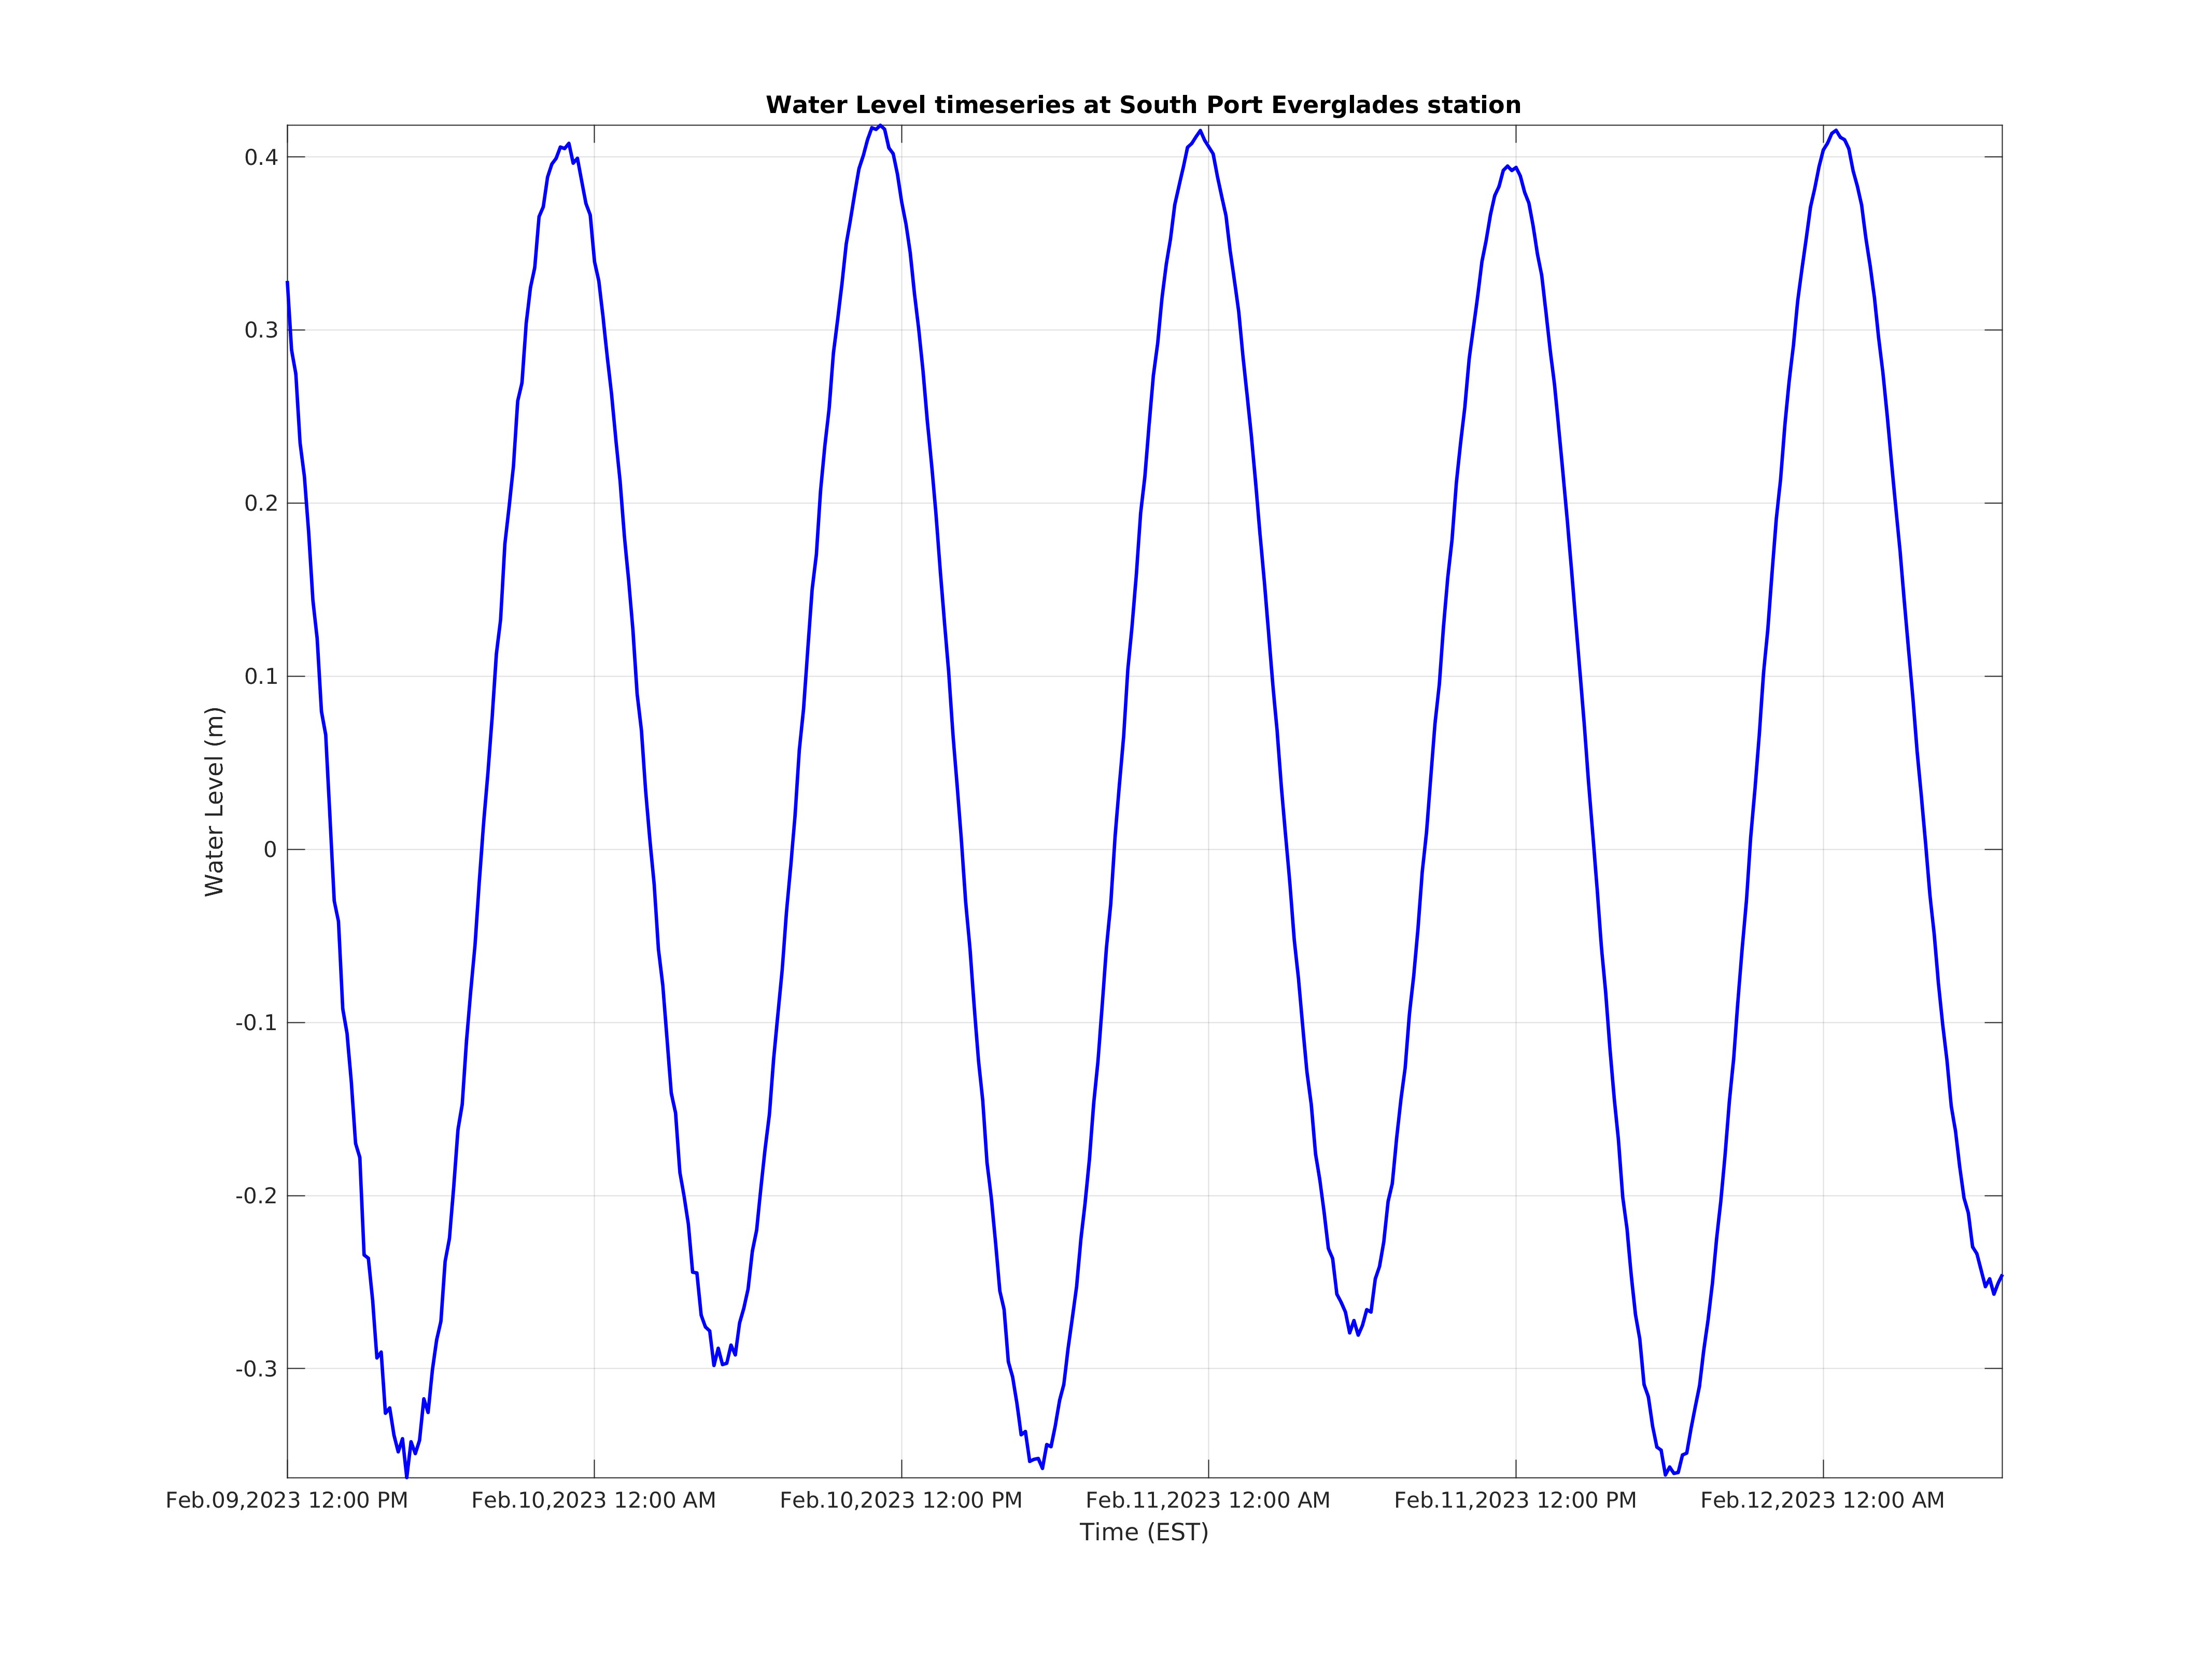 Water Level timeseries at South Port Everglades station
0.4
0.3
0.2
0.1
0
-0.1
-0.2
-0.3
Water Level (m)
Feb.09,2023 12:00 PM
Feb.10,2023 12:00 AM
Feb.10,2023 12:00 PM
Feb.11,2023 12:00 AM
Feb.11,2023 12:00 PM
Feb.12,2023 12:00 AM
Time (EST)